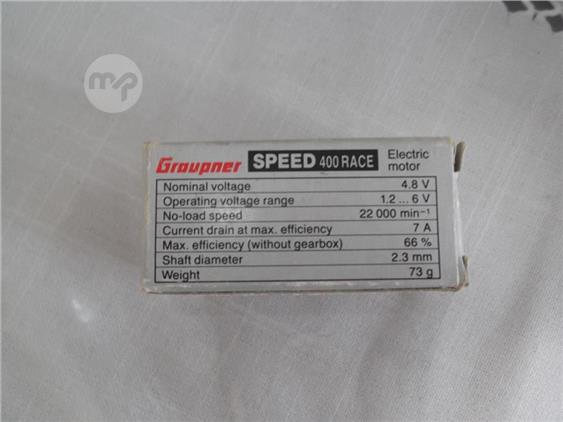 mp
Graupner SPEED 400 RACE Electric motor
Nominal voltage 4.8 V
Operating voltage range 1.2 ... 6 V
No-load speed 22 000 min⁻¹
Current drain at max. efficiency 7 A
Max. efficiency (without gearbox) 66 %
Shaft diameter 2.3 mm
Weight 73 g